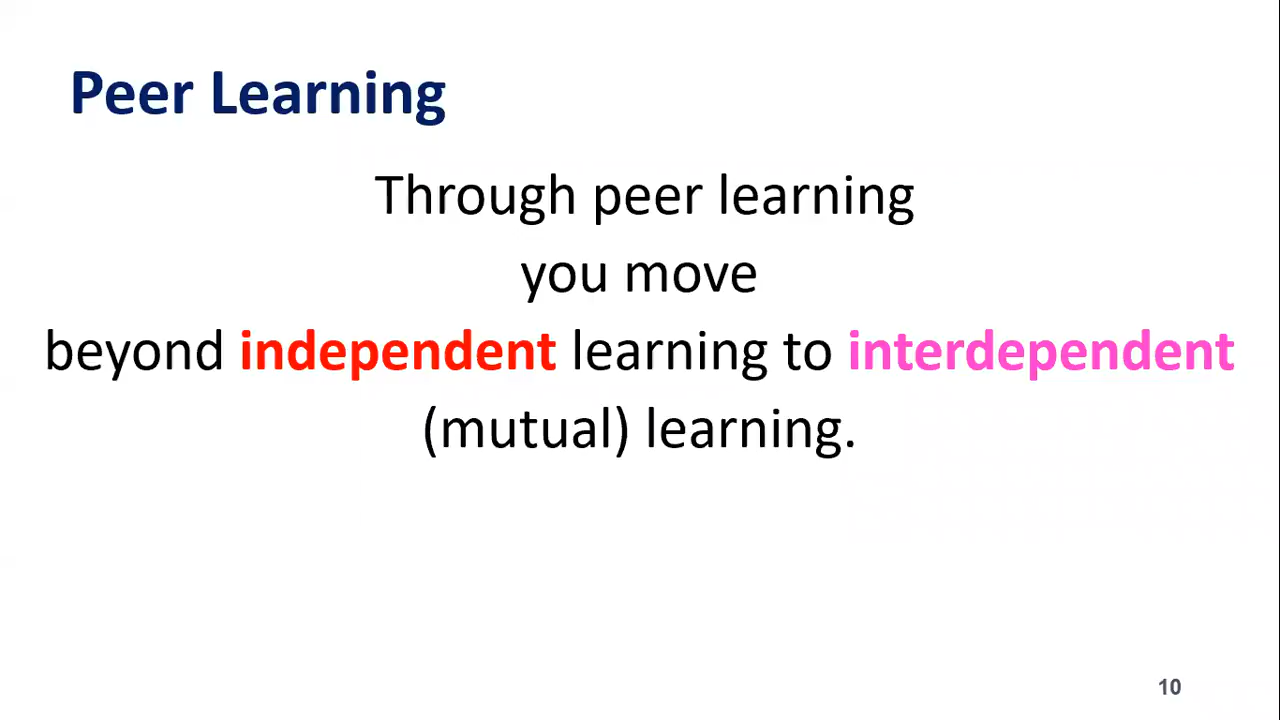 Peer Learning
Through peer learning
you move
beyond independent learning to interdependent
(mutual) learning.
10